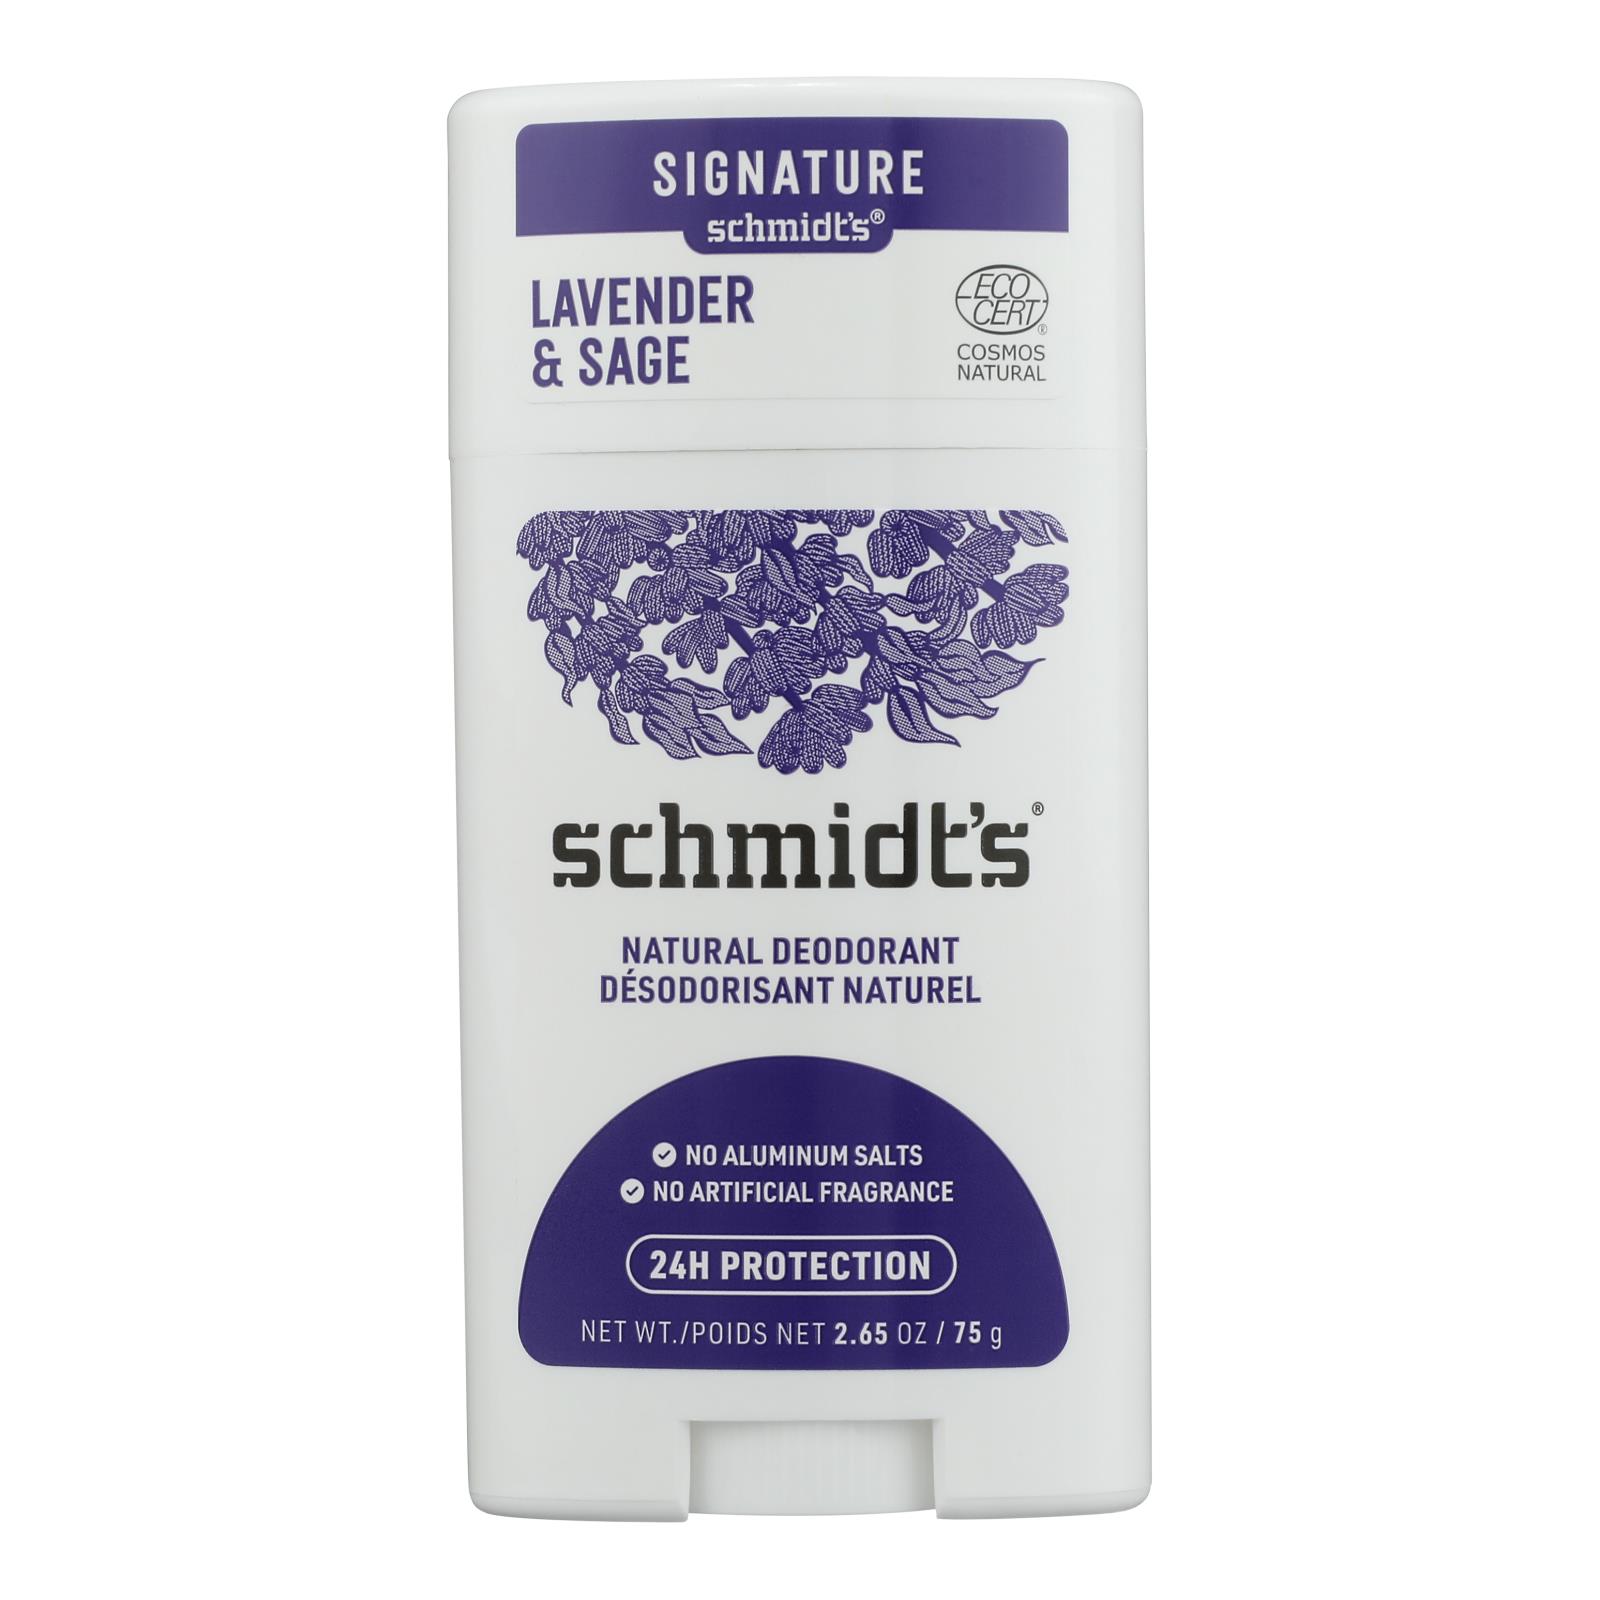 SIGNATURE
schmidt's®
LAVENDER
& SAGE
ECO
CERT®
COSMOS
NATURAL
schmidt's®
NATURAL DEODORANT
DÉSODORISANT NATUREL
NO ALUMINUM SALTS
NO ARTIFICIAL FRAGRANCE
24H PROTECTION
NET WT./POIDS NET 2.65 OZ / 75 g